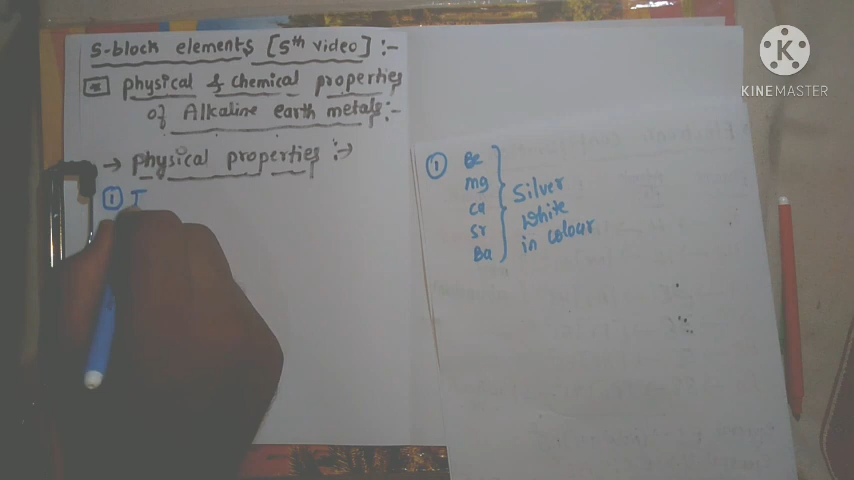 S-block elements [5th video] :-
physical & chemical properties
of Alkaline earth metals:-
→ physical properties :→
① I
① Be
mg
ca
sr
Ba
Silver
white
in colour
K
KINEMASTER